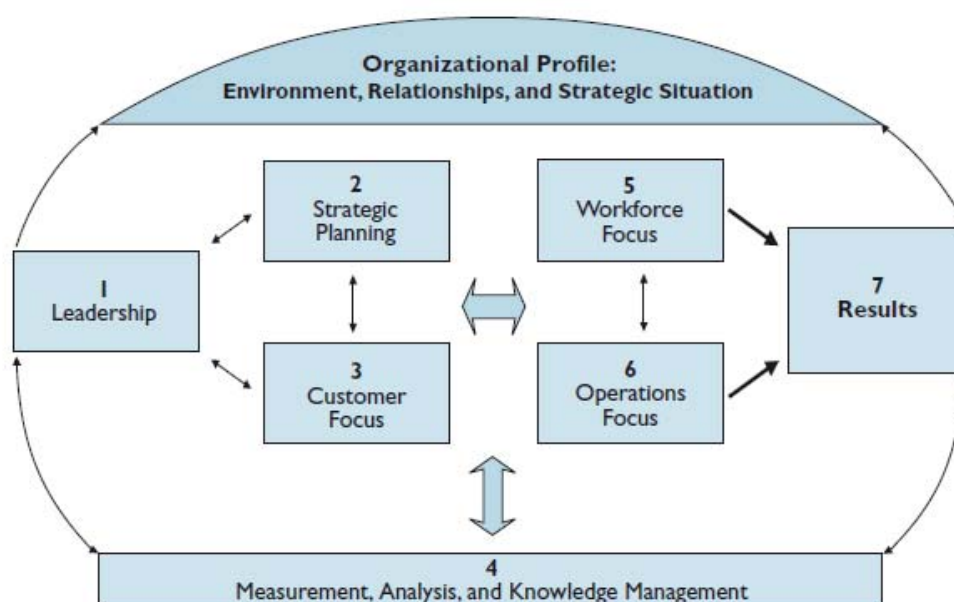 Organizational Profile:
Environment, Relationships, and Strategic Situation
2
Strategic
Planning
5
Workforce
Focus
1
Leadership
7
Results
3
Customer
Focus
6
Operations
Focus
4
Measurement, Analysis, and Knowledge Management